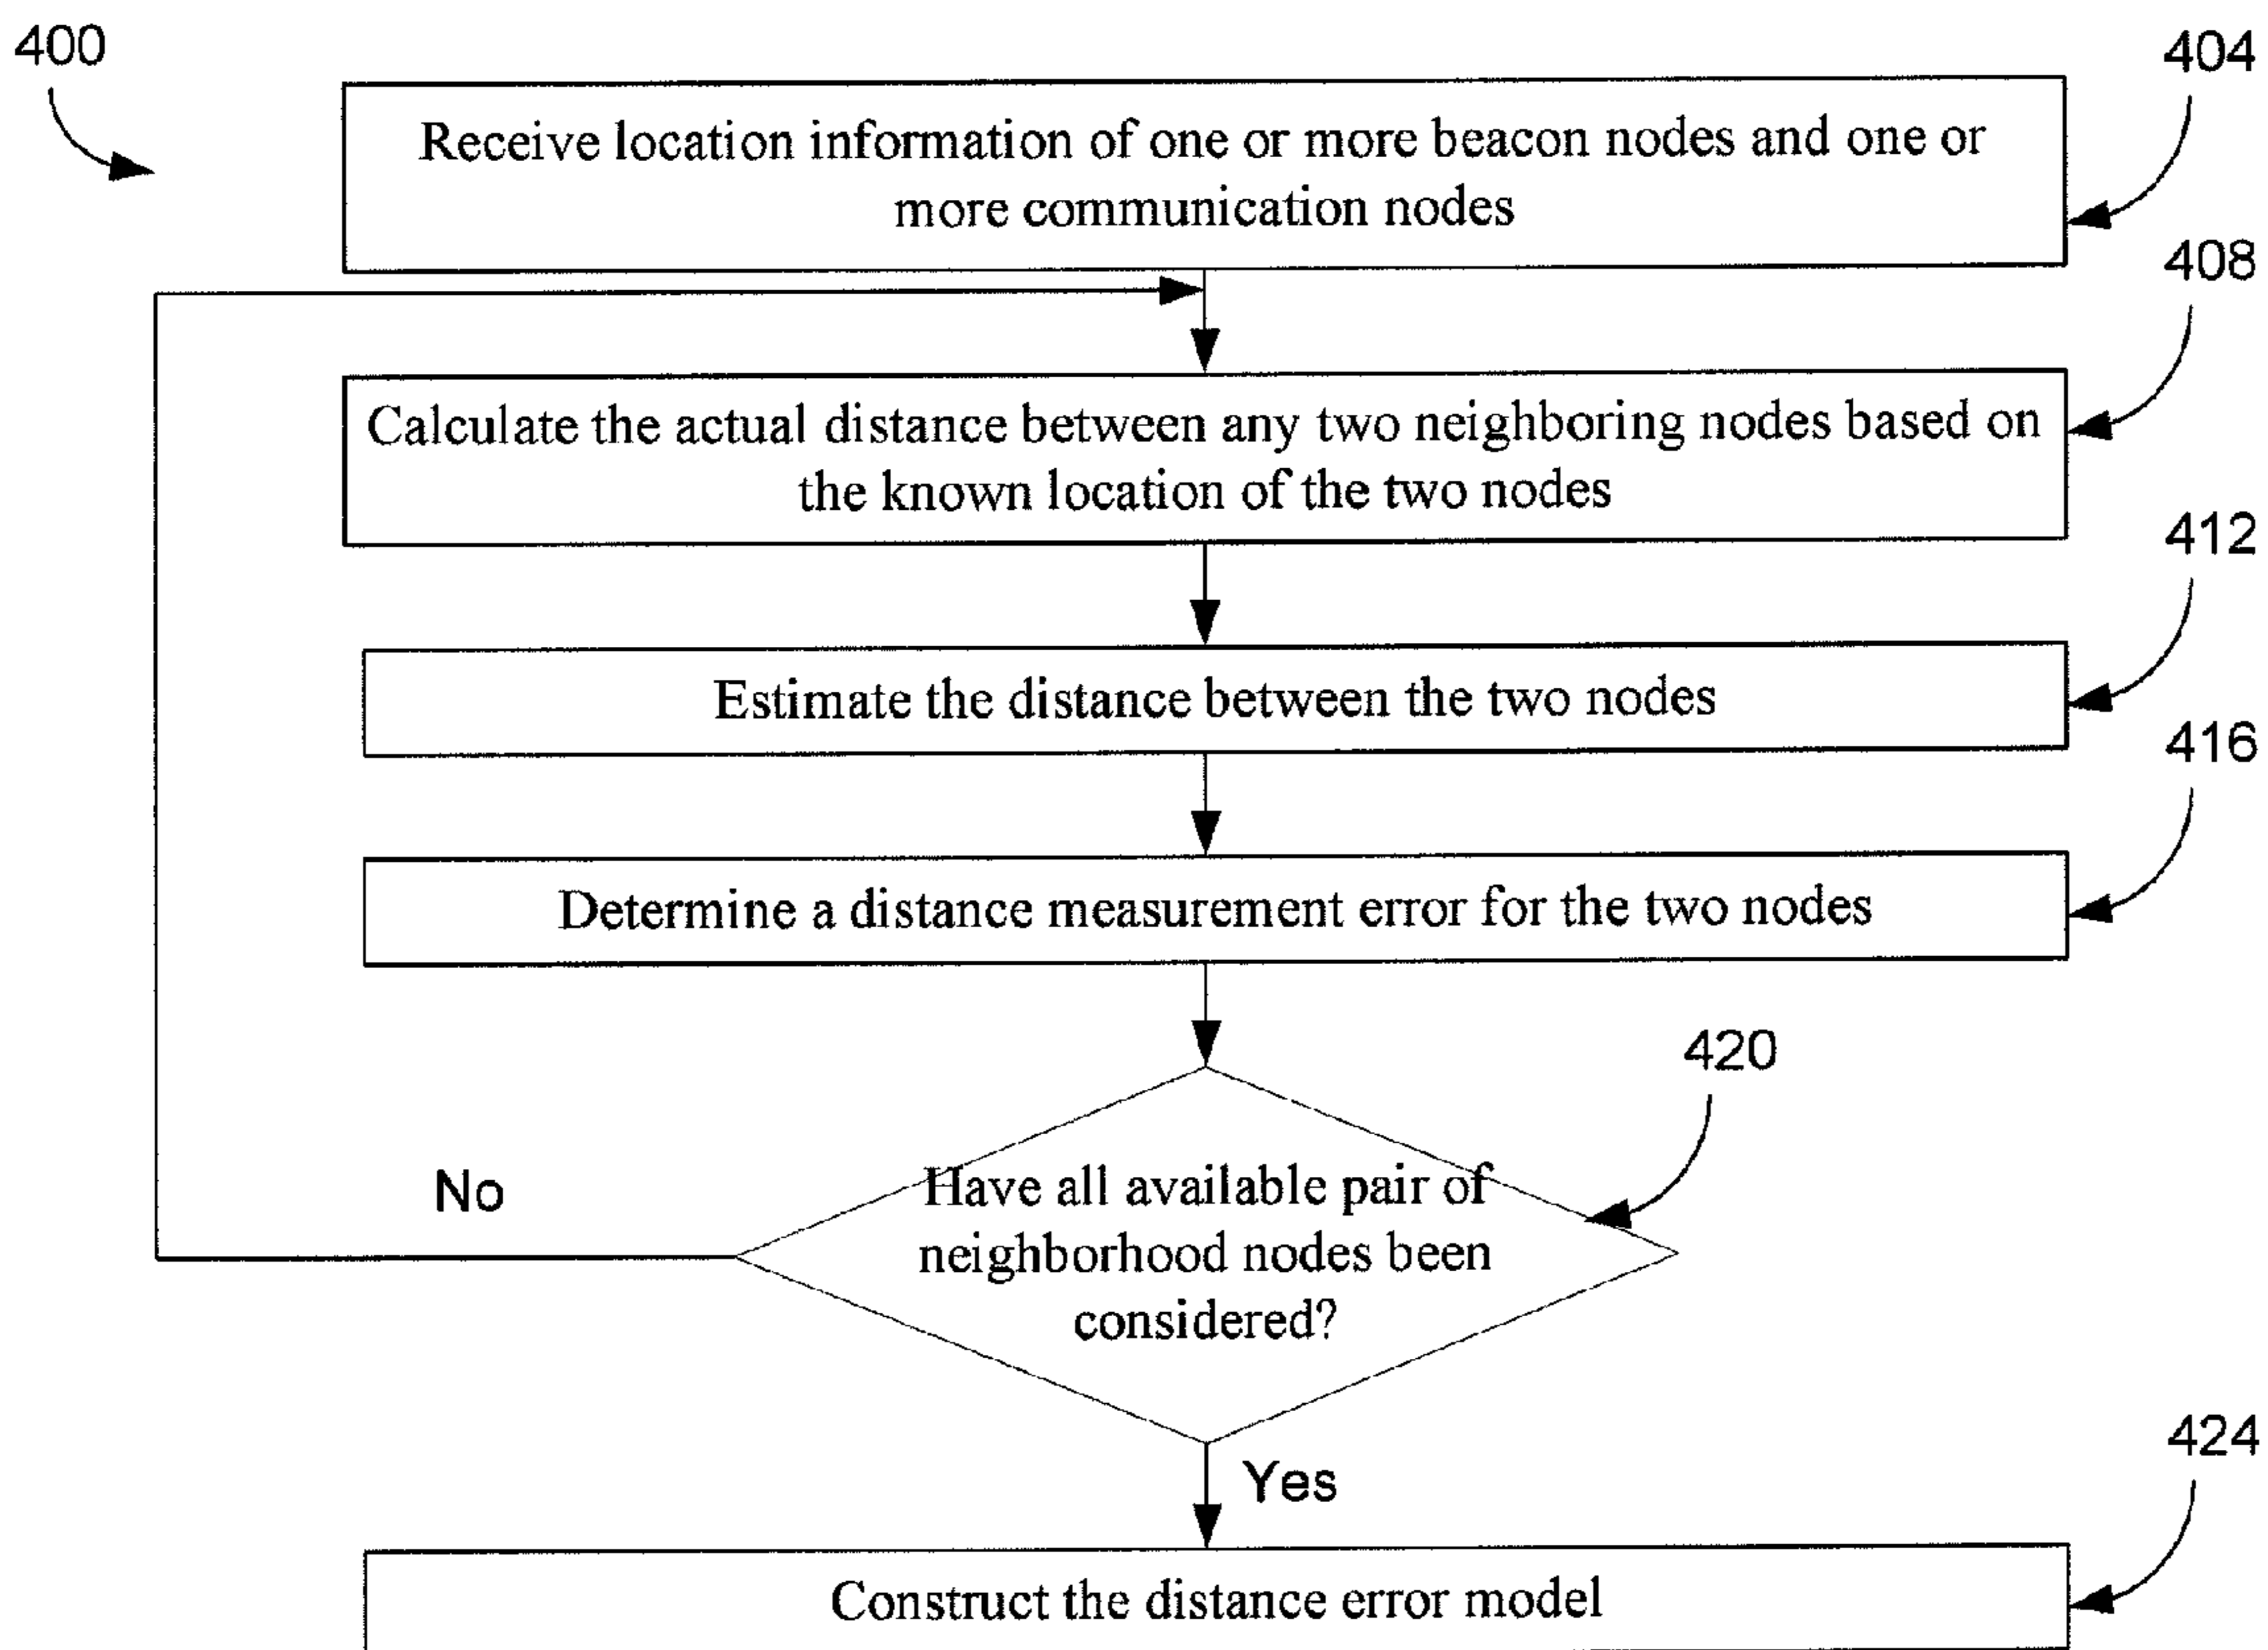 400
404
Receive location information of one or more beacon nodes and one or
more communication nodes
408
Calculate the actual distance between any two neighboring nodes based on
the known location of the two nodes
412
Estimate the distance between the two nodes
416
Determine a distance measurement error for the two nodes
420
No
Have all available pair of
neighborhood nodes been
considered?
Yes
424
Construct the distance error model